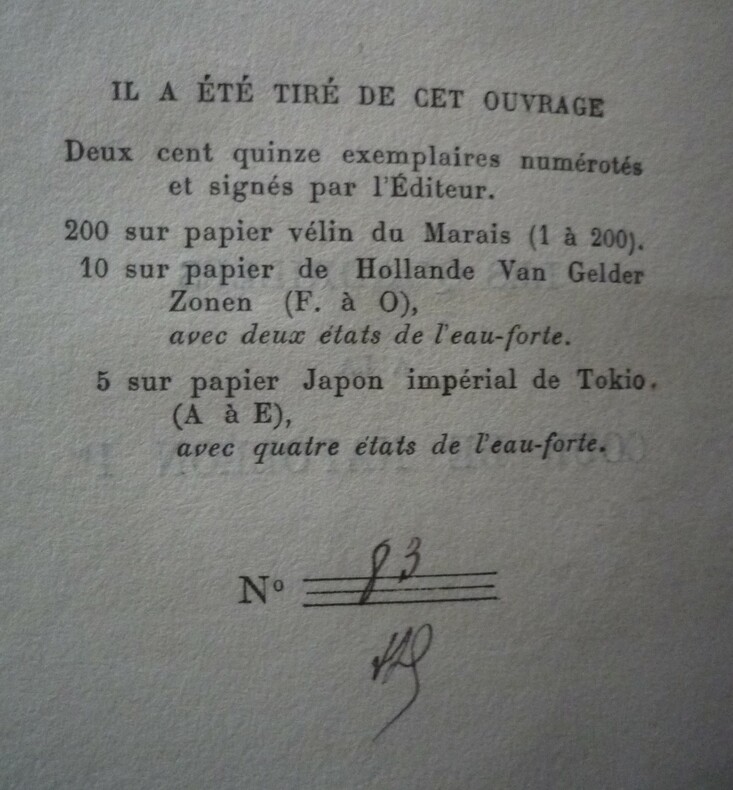 IL A ÉTÉ TIRÉ DE CET OUVRAGE
Deux cent quinze exemplaires numérotés
et signés par l'Éditeur.
200 sur papier vélin du Marais (1 à 200).
10 sur papier de Hollande Van Gelder
Zonen (F. à O),
avec deux états de l'eau-forte.
5 sur papier Japon impérial de Tokio.
(A à E),
avec quatre états de l'eau-forte.
Nº 83